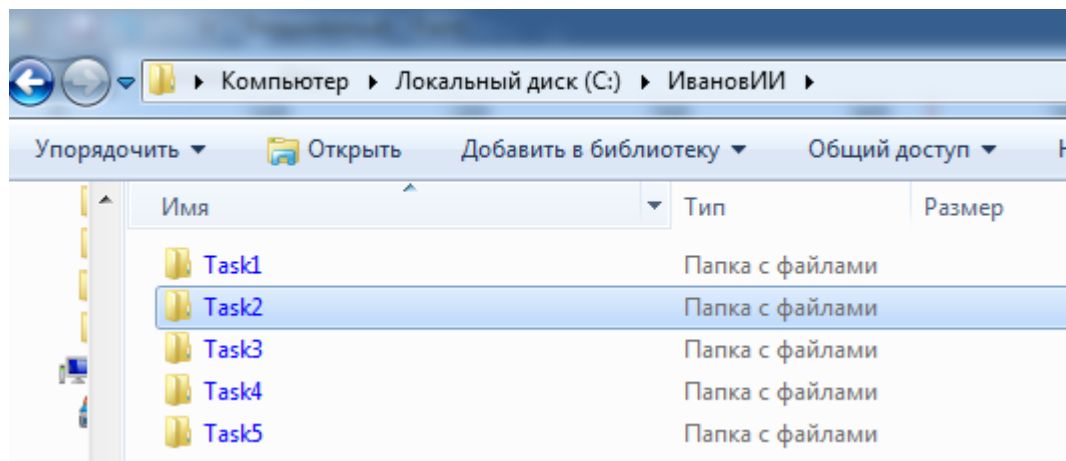 Компьютер ▸ Локальный диск (C:) ▸ ИвановИИ ▸
Упорядочить ▼ Открыть Добавить в библиотеку ▼ Общий доступ ▼
Имя Тип Размер
Task1 Папка с файлами
Task2 Папка с файлами
Task3 Папка с файлами
Task4 Папка с файлами
Task5 Папка с файлами